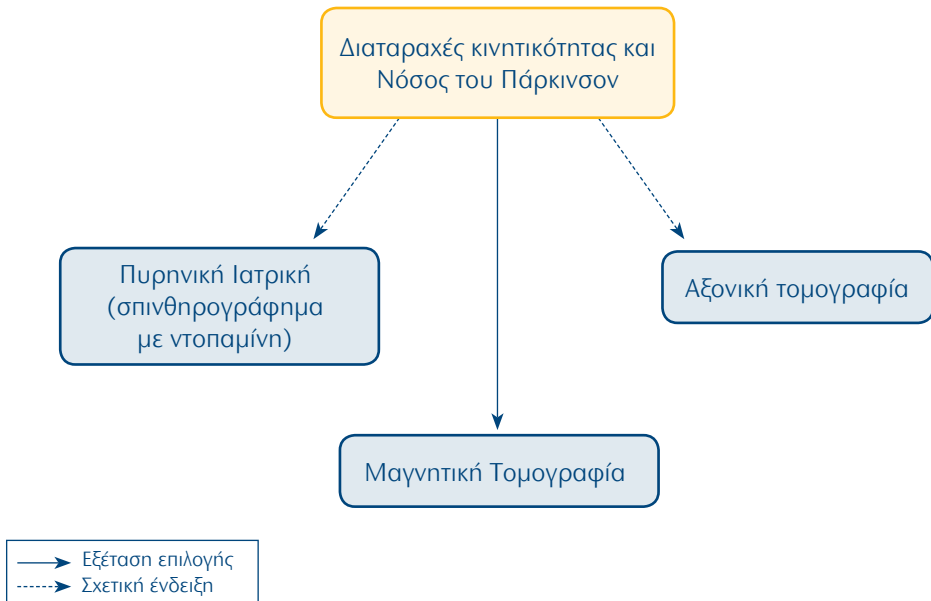 Διαταραχές κινητικότητας και
Νόσος του Πάρκινσον
Πυρηνική Ιατρική
(σπινθηρογράφημα
με ντοπαμίνη)
Αξονική τομογραφία
Μαγνητική Τομογραφία
Εξέταση επιλογής
Σχετική ένδειξη